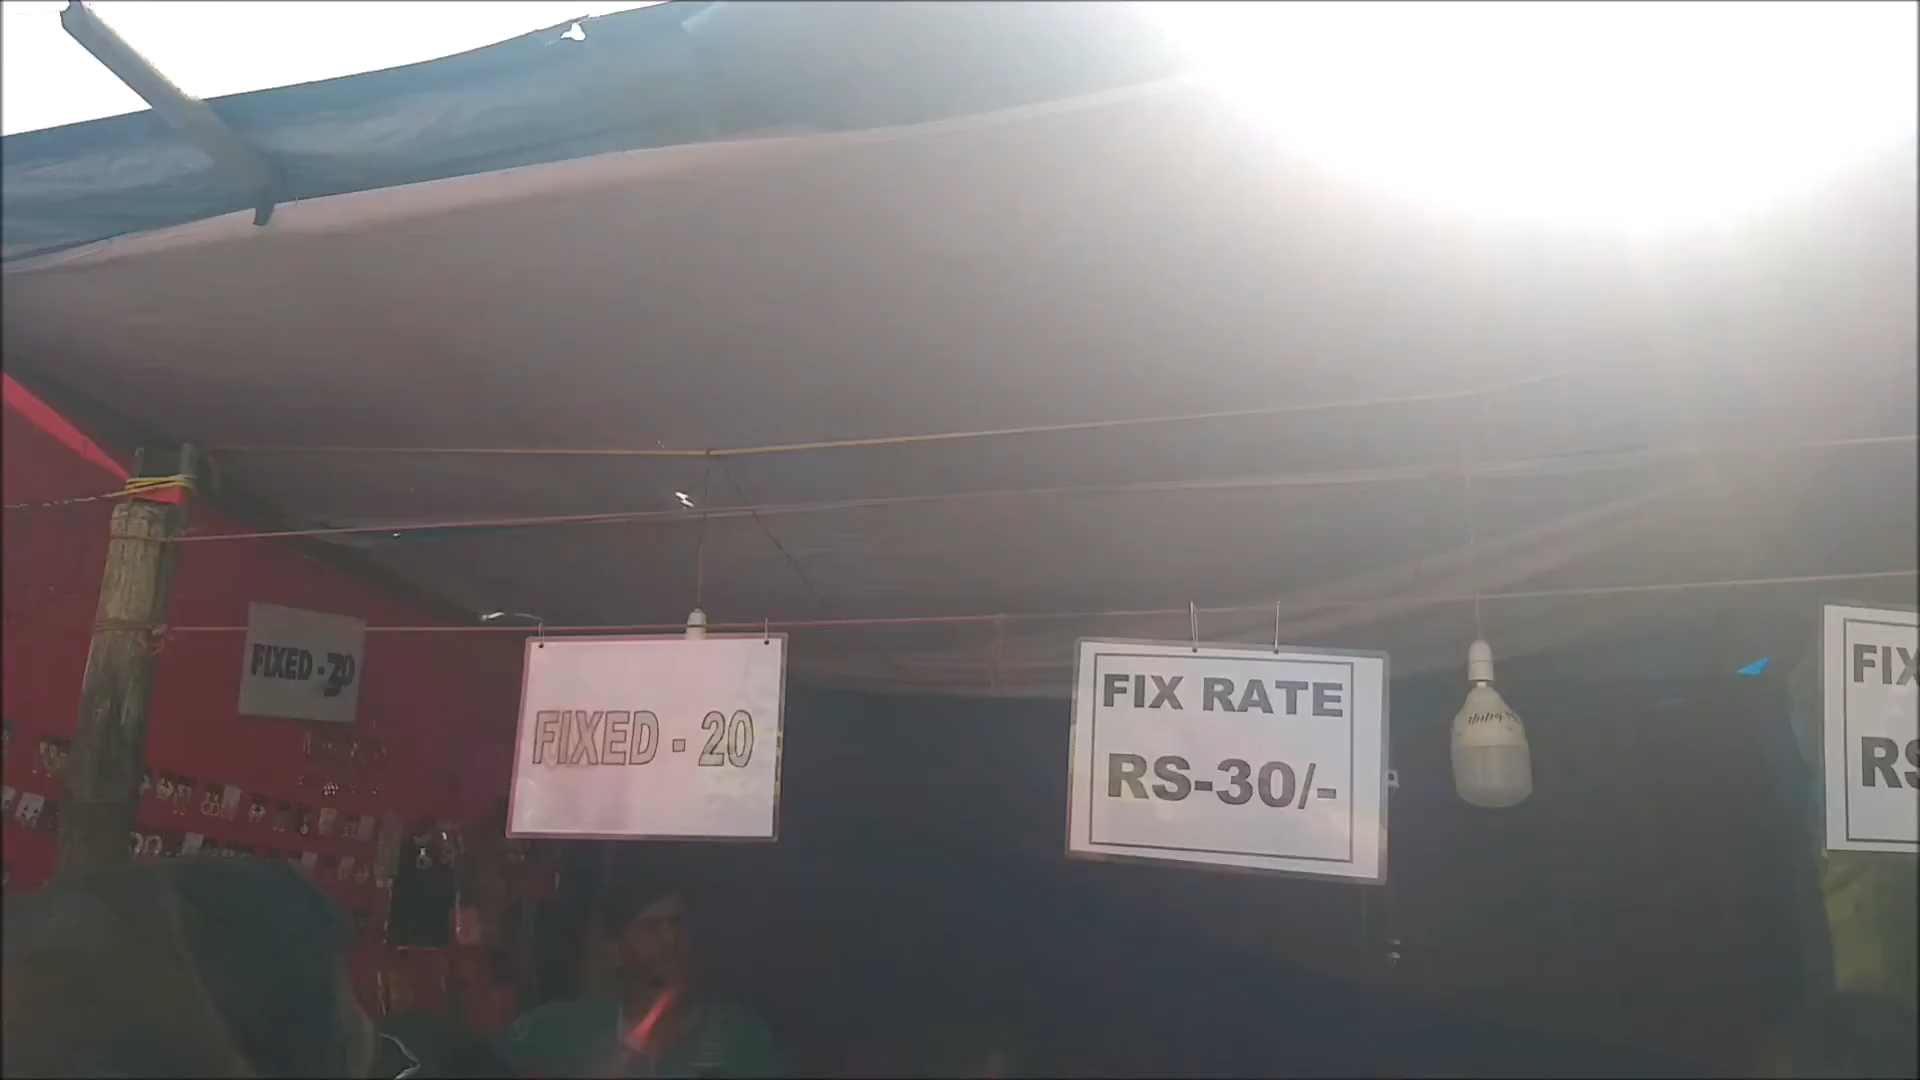 FIXED - 30
FIXED - 20
FIX RATE
RS-30/-
FIX
RS